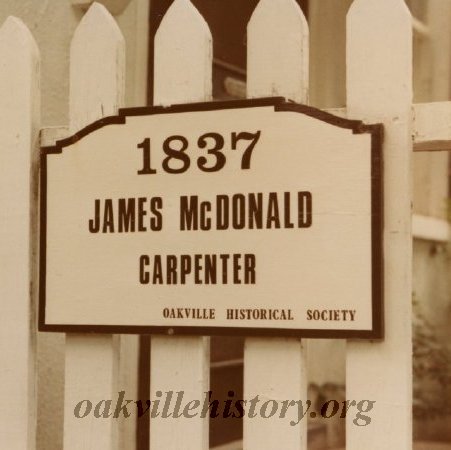 1837
JAMES McDONALD
CARPENTER
OAKVILLE HISTORICAL SOCIETY
oakvillehistory.org